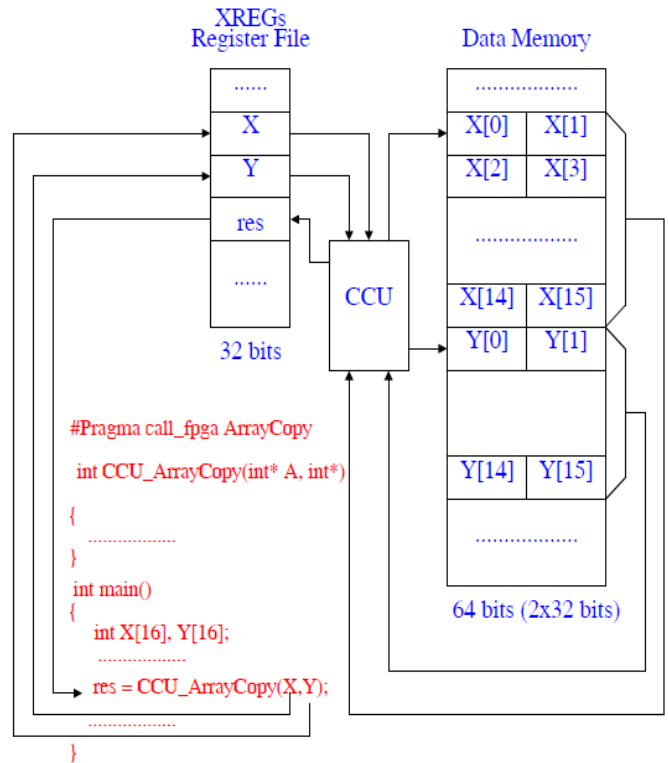 XREGs
Register File
Data Memory
......
X
Y
res
......
32 bits
CCU
..................
X[0] X[1]
X[2] X[3]
..................
X[14] X[15]
Y[0] Y[1]
Y[14] Y[15]
..................
64 bits (2x32 bits)
#Pragma call_fpga ArrayCopy
int CCU_ArrayCopy(int* A, int*)
{
..................
}
int main()
{
int X[16], Y[16];
..................
res = CCU_ArrayCopy(X,Y);
..................
}